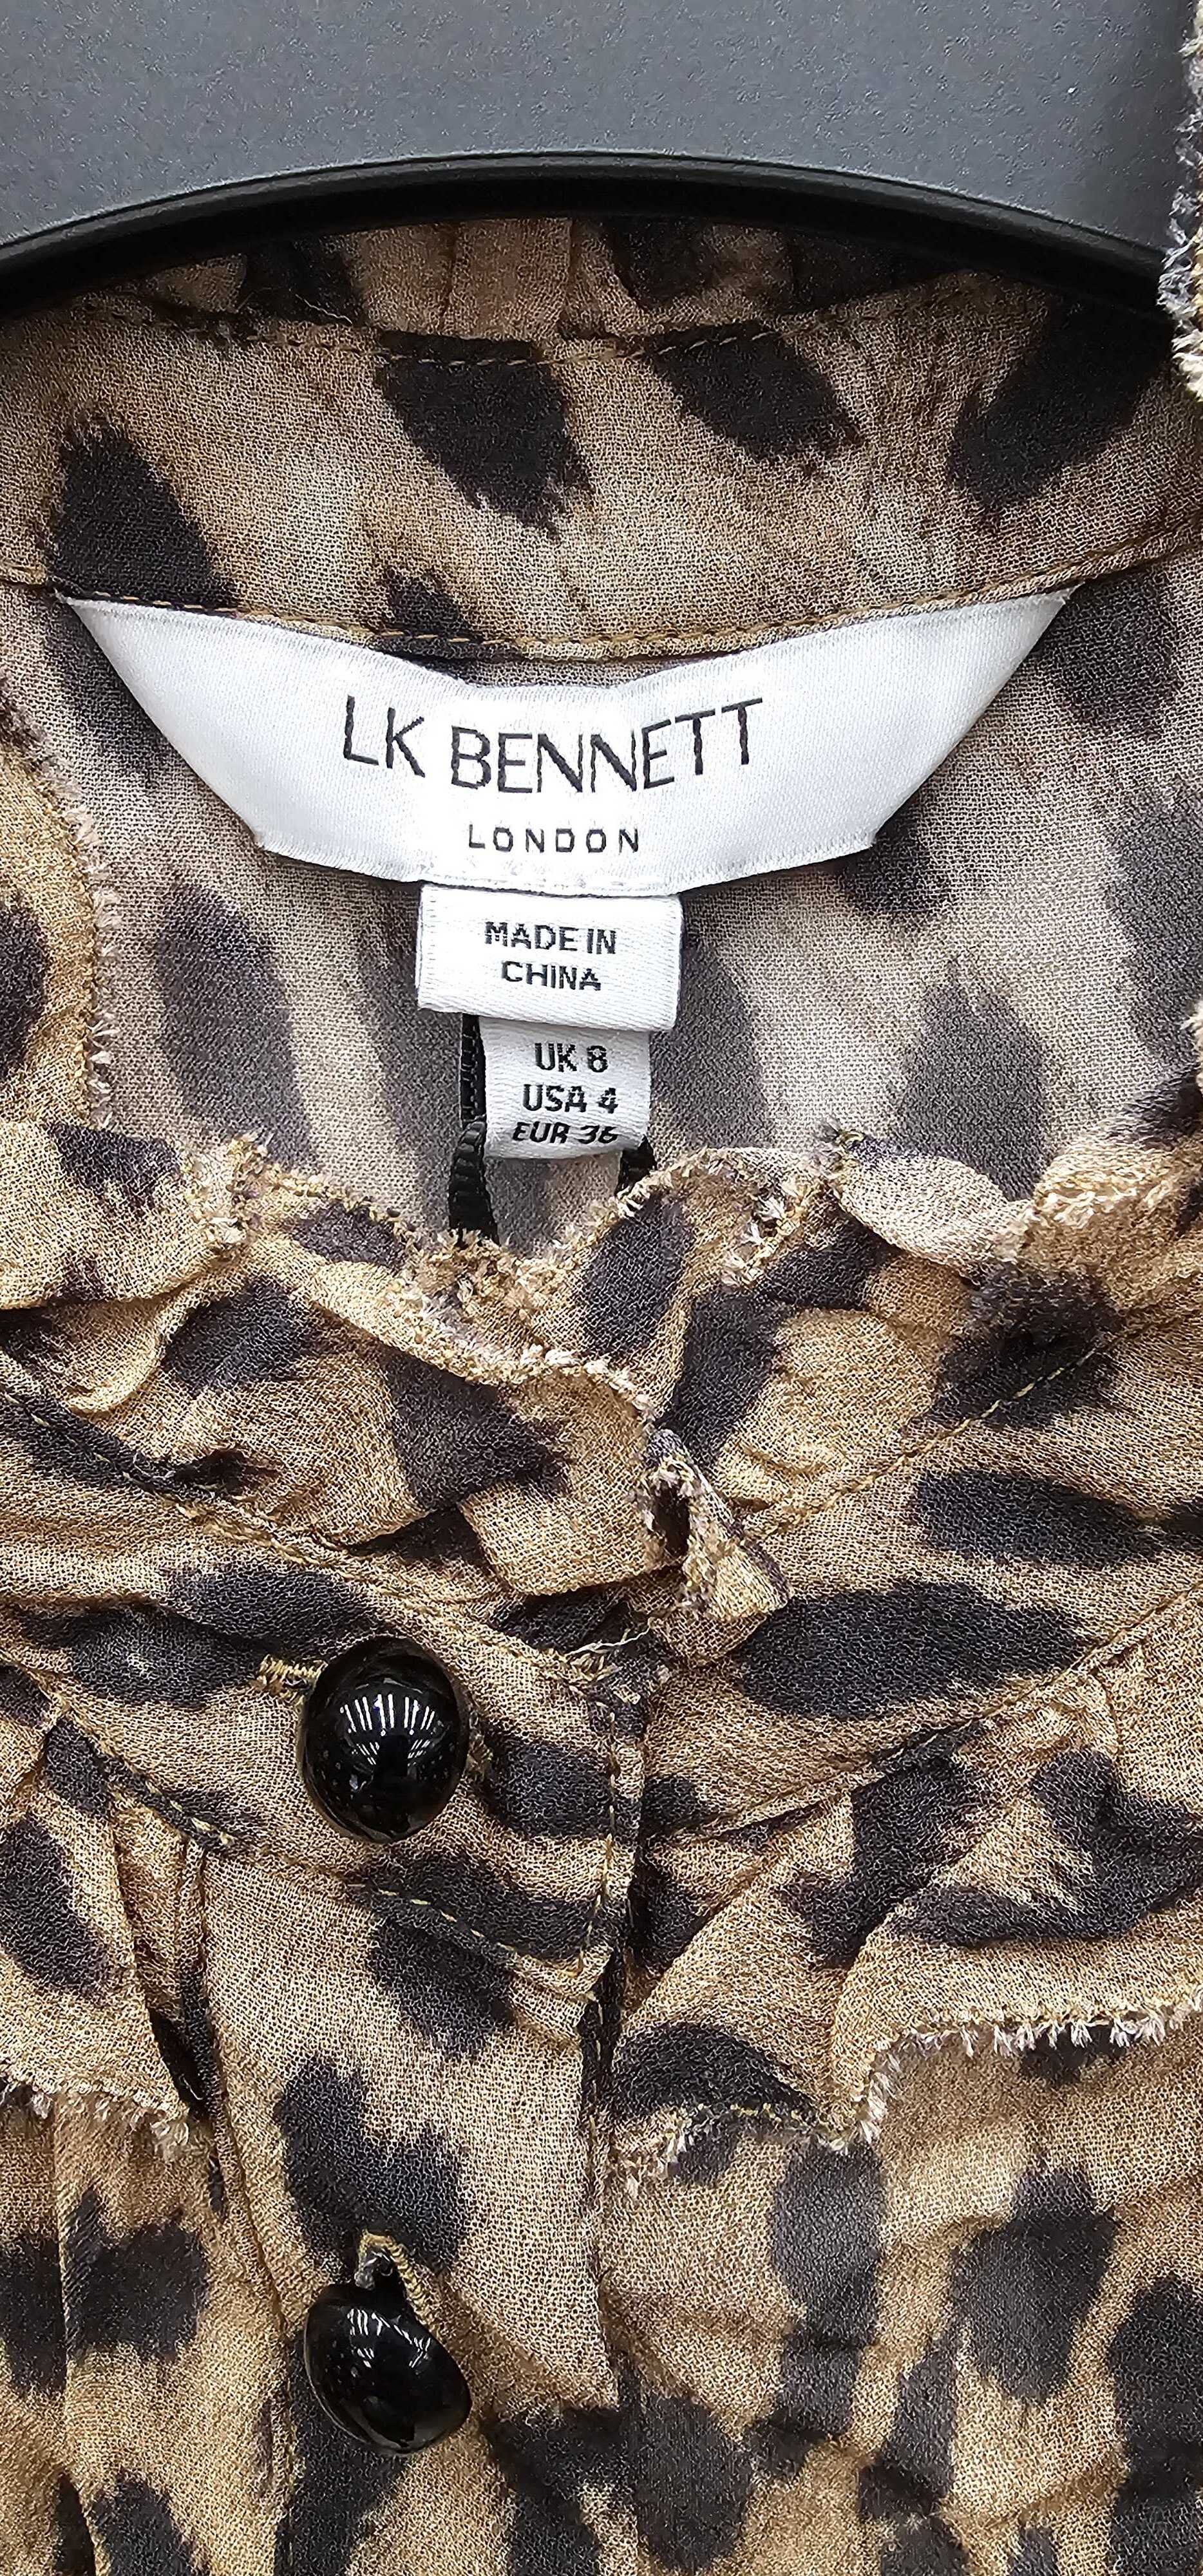 LK BENNETT
LONDON
MADE IN
CHINA
UK 8
USA 4
EUR 36